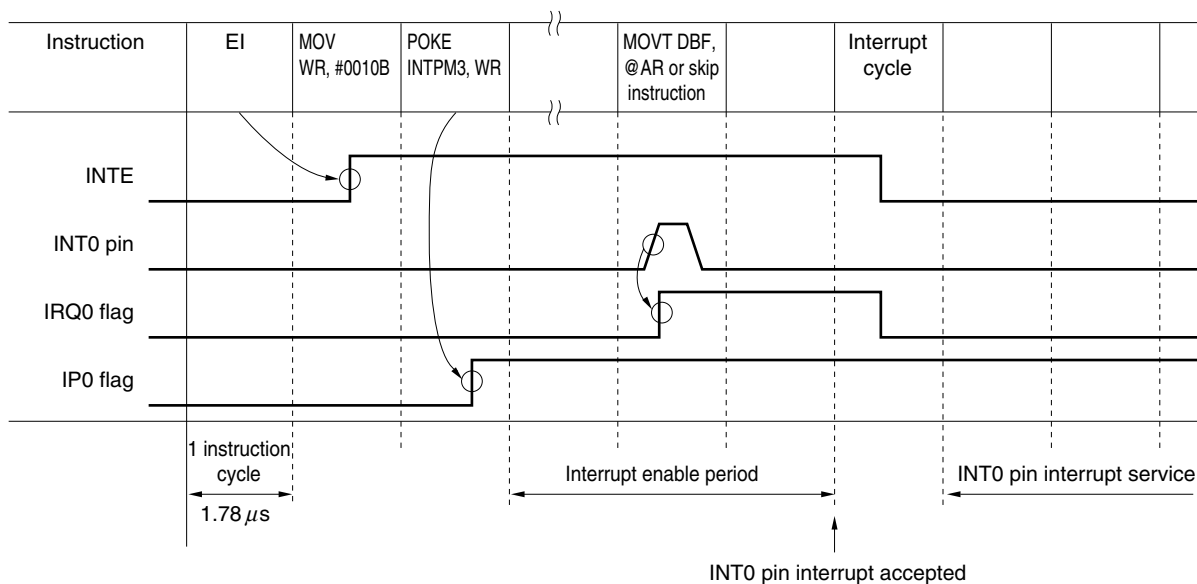 Instruction
EI
MOV
WR, #0010B
POKE
INTPM3, WR
MOVT DBF,
@AR or skip
instruction
Interrupt
cycle
INTE
INT0 pin
IRQ0 flag
IP0 flag
1 instruction
cycle
1.78 μs
Interrupt enable period
INT0 pin interrupt service
INT0 pin interrupt accepted